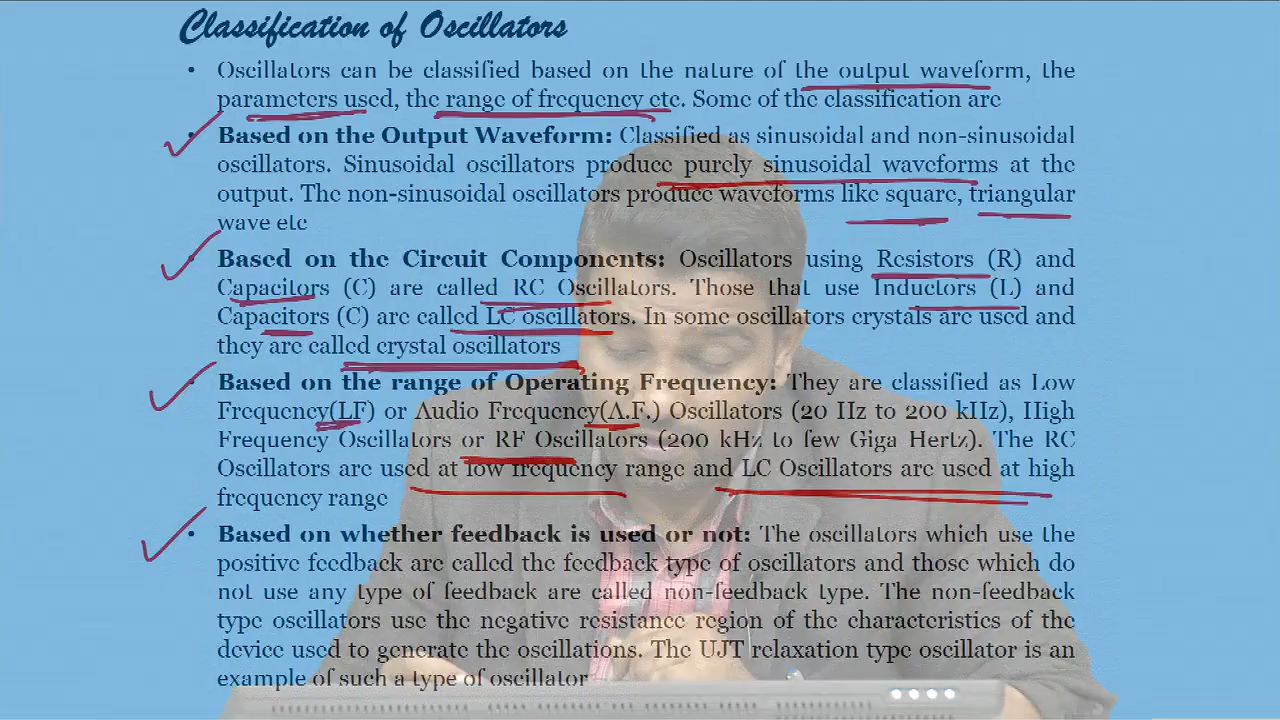 Classification of Oscillators
• Oscillators can be classified based on the nature of the output waveform, the
parameters used, the range of frequency etc. Some of the classification are
• Based on the Output Waveform: Classified as sinusoidal and non-sinusoidal
oscillators. Sinusoidal oscillators produce purely sinusoidal waveforms at the
output. The non-sinusoidal oscillators produce waveforms like square, triangular
wave etc
• Based on the Circuit Components: Oscillators using Resistors (R) and
Capacitors (C) are called RC Oscillators. Those that use Inductors (L) and
Capacitors (C) are called LC oscillators. In some oscillators crystals are used and
they are called crystal oscillators
• Based on the range of Operating Frequency: They are classified as Low
Frequency(LF) or Audio Frequency(A.F.) Oscillators (20 Hz to 200 kHz), High
Frequency Oscillators or RF Oscillators (200 kHz to few Giga Hertz). The RC
Oscillators are used at low frequency range and LC Oscillators are used at high
frequency range
• Based on whether feedback is used or not: The oscillators which use the
positive feedback are called the feedback type of oscillators and those which do
not use any type of feedback are called non-feedback type. The non-feedback
type oscillators use the negative resistance region of the characteristics of the
device used to generate the oscillations. The UJT relaxation type oscillator is an
example of such a type of oscillator